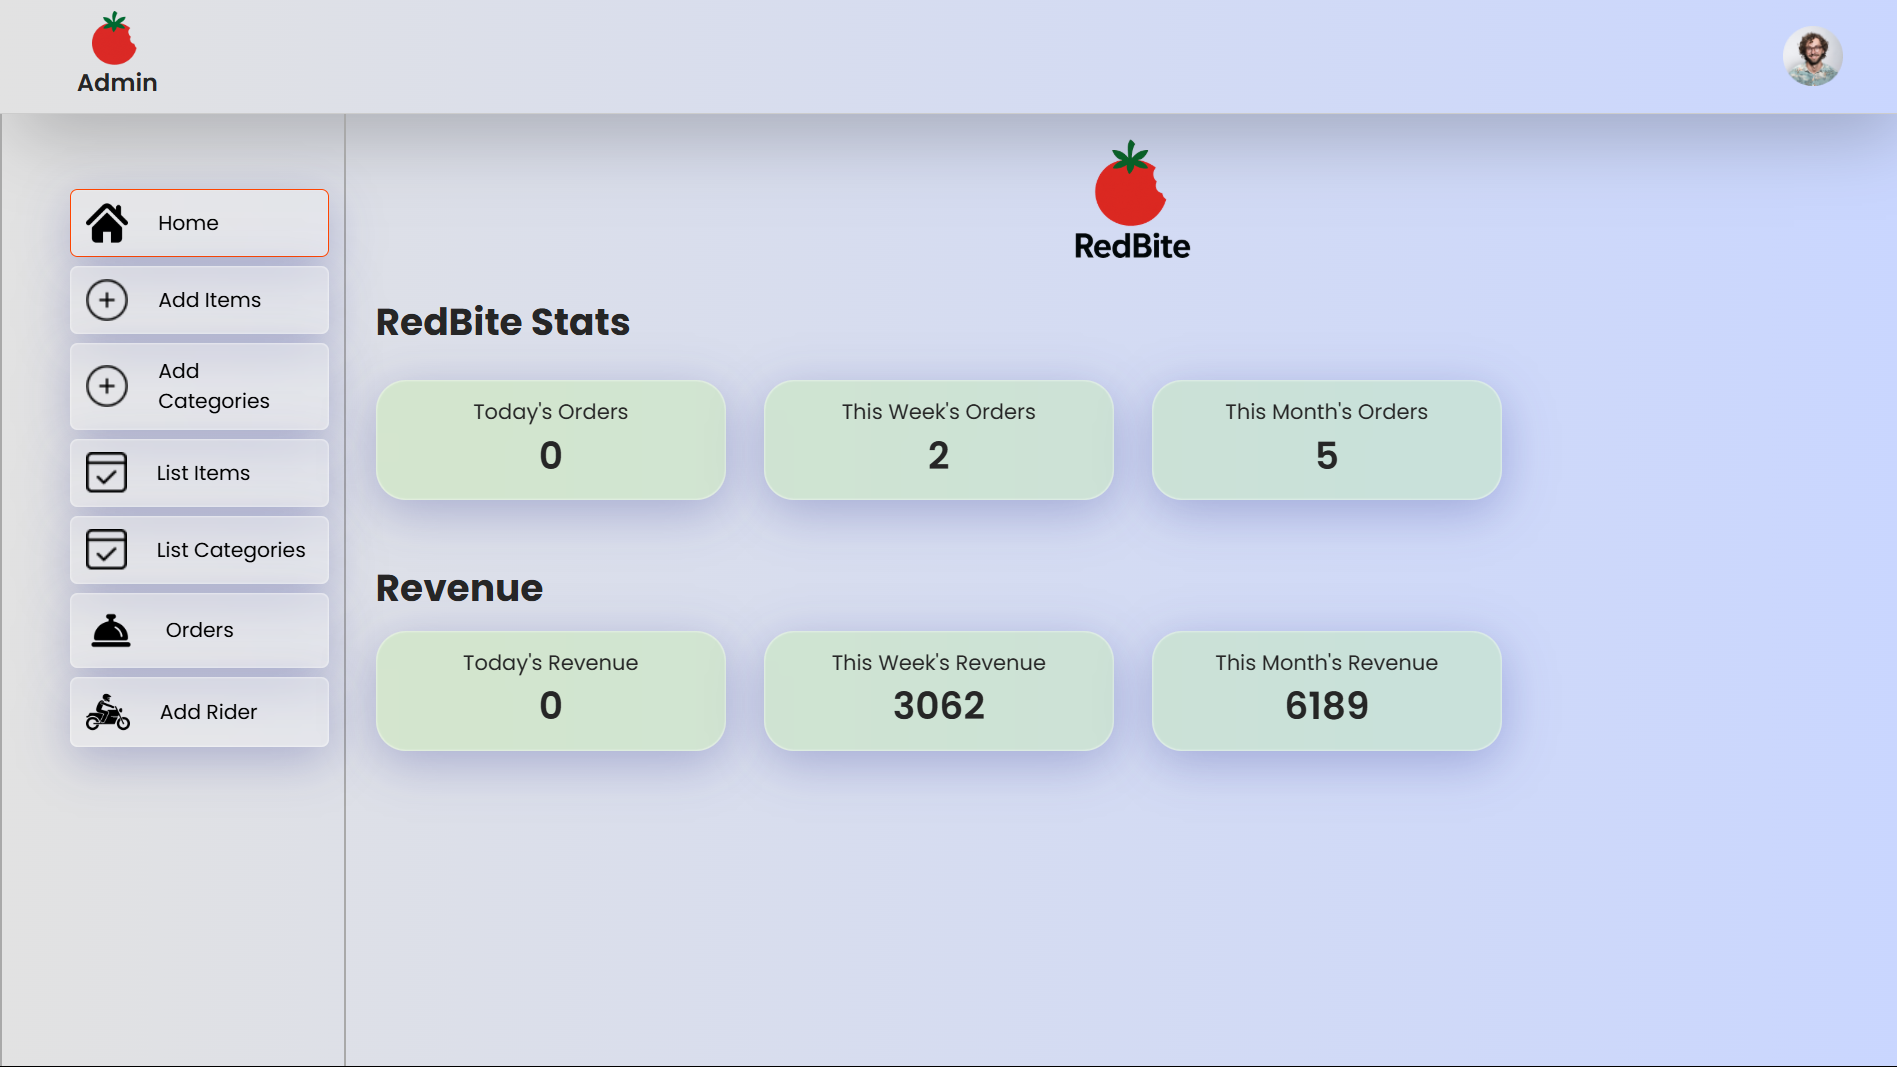 Admin
Home
Add Items
Add
Categories
List Items
List Categories
Orders
Add Rider
RedBite
RedBite Stats
Today's Orders
0
This Week's Orders
2
This Month's Orders
5
Revenue
Today's Revenue
0
This Week's Revenue
3062
This Month's Revenue
6189